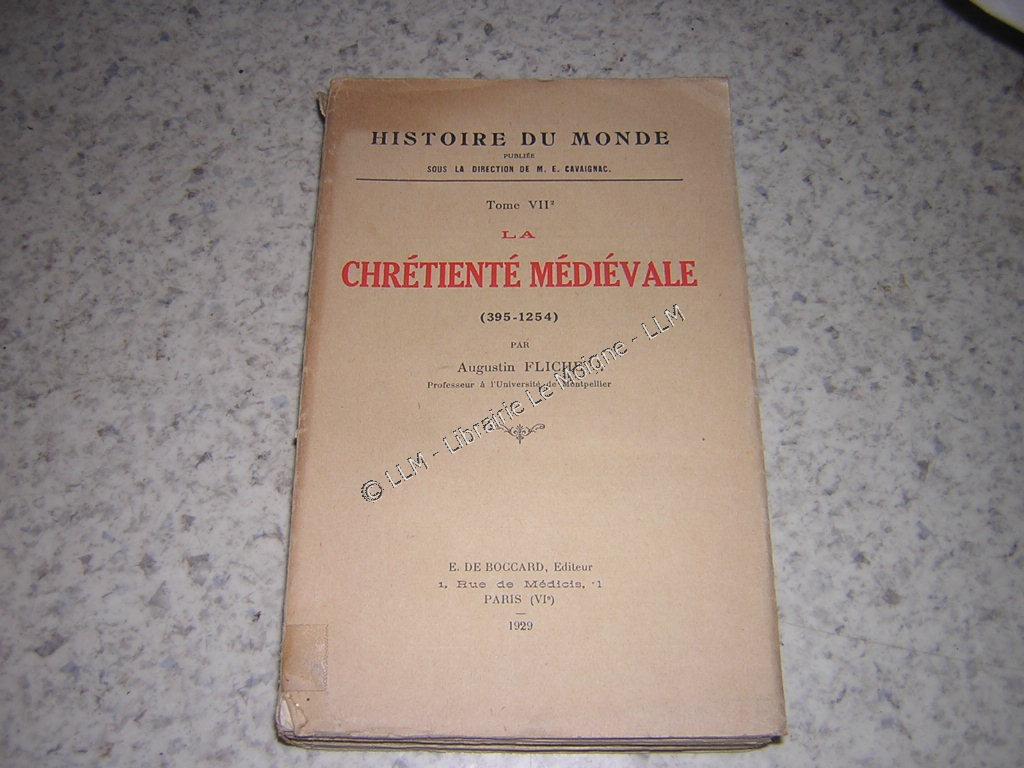 HISTOIRE DU MONDE
PUBLIÉE
SOUS LA DIRECTION DE M. E. CAVAIGNAC.
Tome VII²
LA
CHRÉTIENTÉ MÉDIÉVALE
(395-1254)
PAR
Augustin FLICHE
Professeur à l'Université de Montpellier
© LLM - Librairie Le Moigne - LLM
E. DE BOCCARD, Editeur
1, Rue de Médicis, 1
PARIS (VIe)
1929